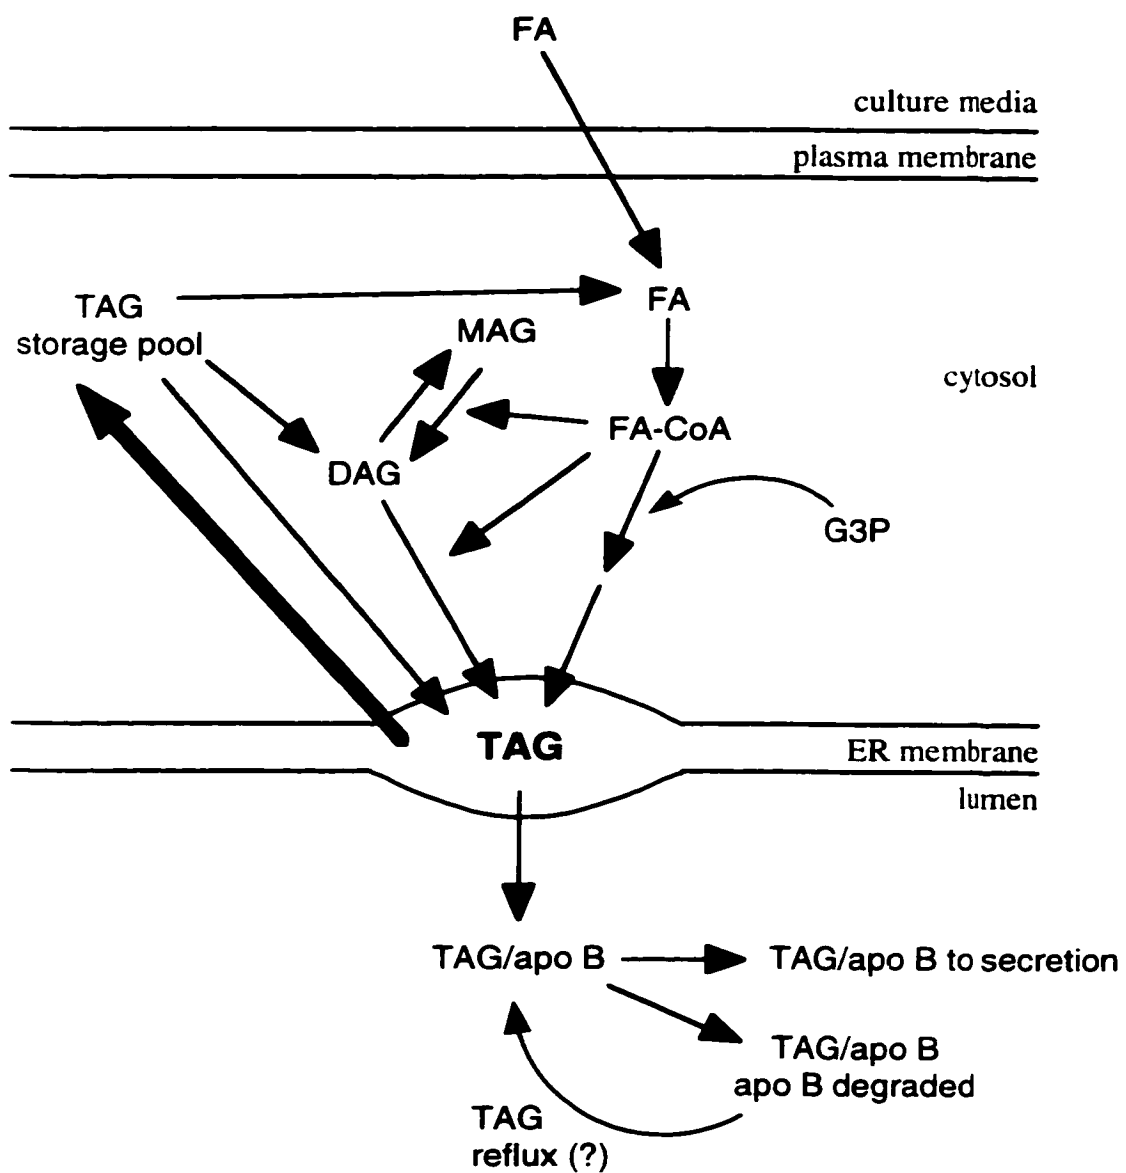 FA
culture media
plasma membrane
TAG
storage pool
FA
MAG
cytosol
FA-CoA
DAG
G3P
TAG
ER membrane
lumen
TAG/apo B
TAG/apo B to secretion
TAG/apo B
apo B degraded
TAG
reflux (?)